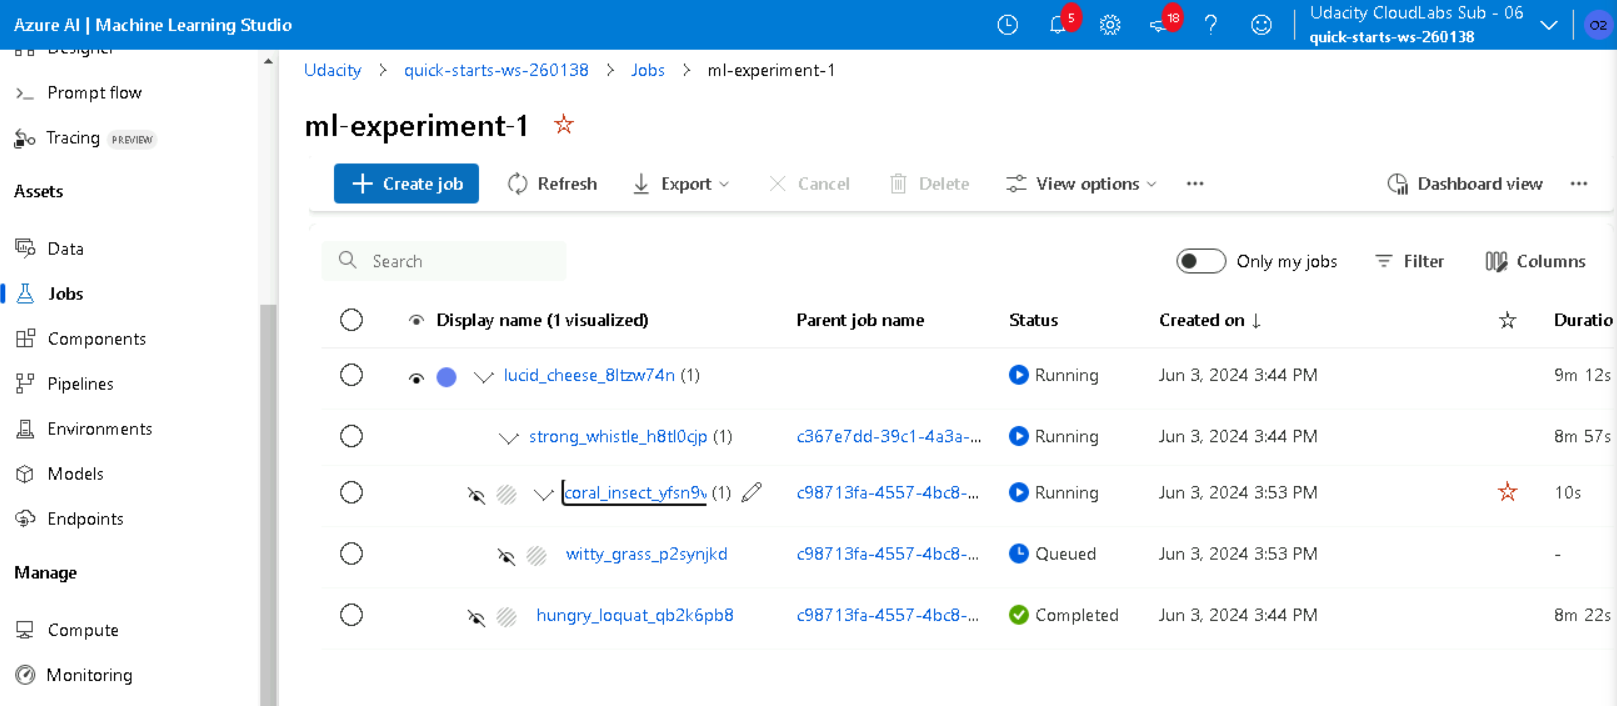 Azure AI | Machine Learning Studio
5
18
Udacity CloudLabs Sub - 06
quick-starts-ws-260138
O2
Designer
Prompt flow
Tracing PREVIEW
Assets
Data
Jobs
Components
Pipelines
Environments
Models
Endpoints
Manage
Compute
Monitoring
Udacity > quick-starts-ws-260138 > Jobs > ml-experiment-1
ml-experiment-1
+ Create job Refresh Export Cancel Delete View options ... Dashboard view ...
Search Only my jobs Filter Columns
Display name (1 visualized) Parent job name Status Created on ↓ Duratio
lucid_cheese_8ltzw74n (1) Running Jun 3, 2024 3:44 PM 9m 12s
strong_whistle_h8tl0cjp (1) c367e7dd-39c1-4a3a-... Running Jun 3, 2024 3:44 PM 8m 57s
coral_insect_yfsn9v (1) c98713fa-4557-4bc8-... Running Jun 3, 2024 3:53 PM 10s
witty_grass_p2synjkd c98713fa-4557-4bc8-... Queued Jun 3, 2024 3:53 PM -
hungry_loquat_qb2k6pb8 c98713fa-4557-4bc8-... Completed Jun 3, 2024 3:44 PM 8m 22s